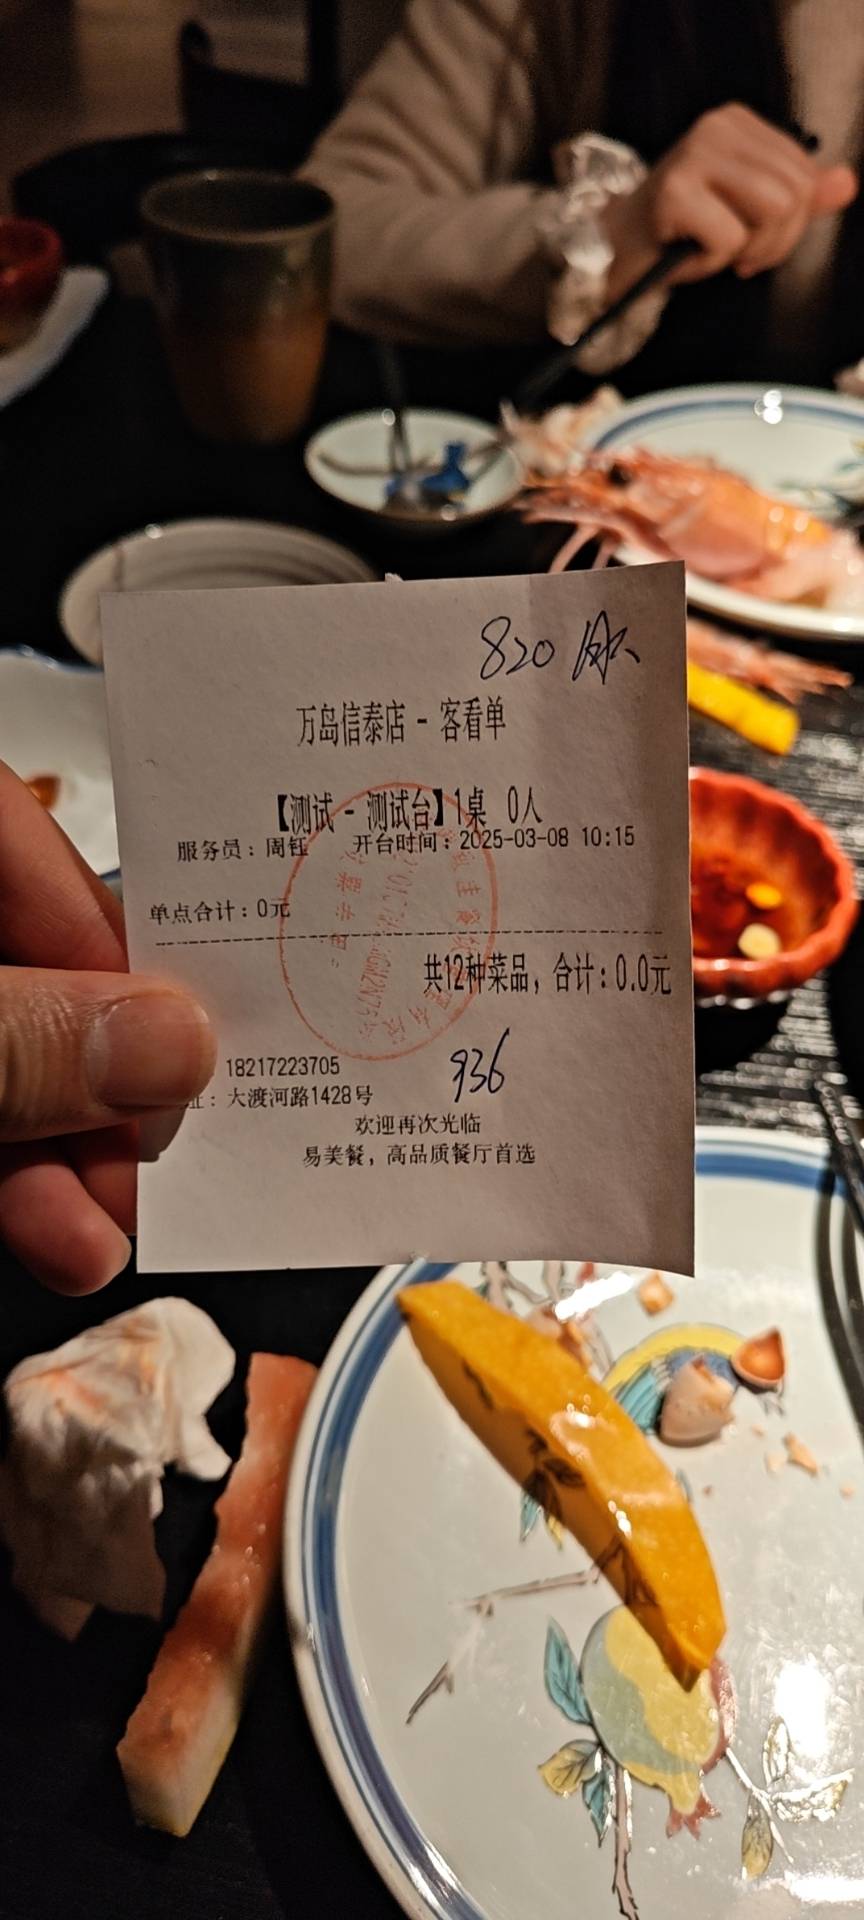 820
万岛信泰店 - 客看单
【测试 - 测试台】1桌 0人
服务员：周钰 开台时间：2025-03-08 10:15
单点合计：0元
共12种菜品，合计：0.0元
18217223705
址：大渡河路1428号
936
欢迎再次光临
易美餐，高品质餐厅首选